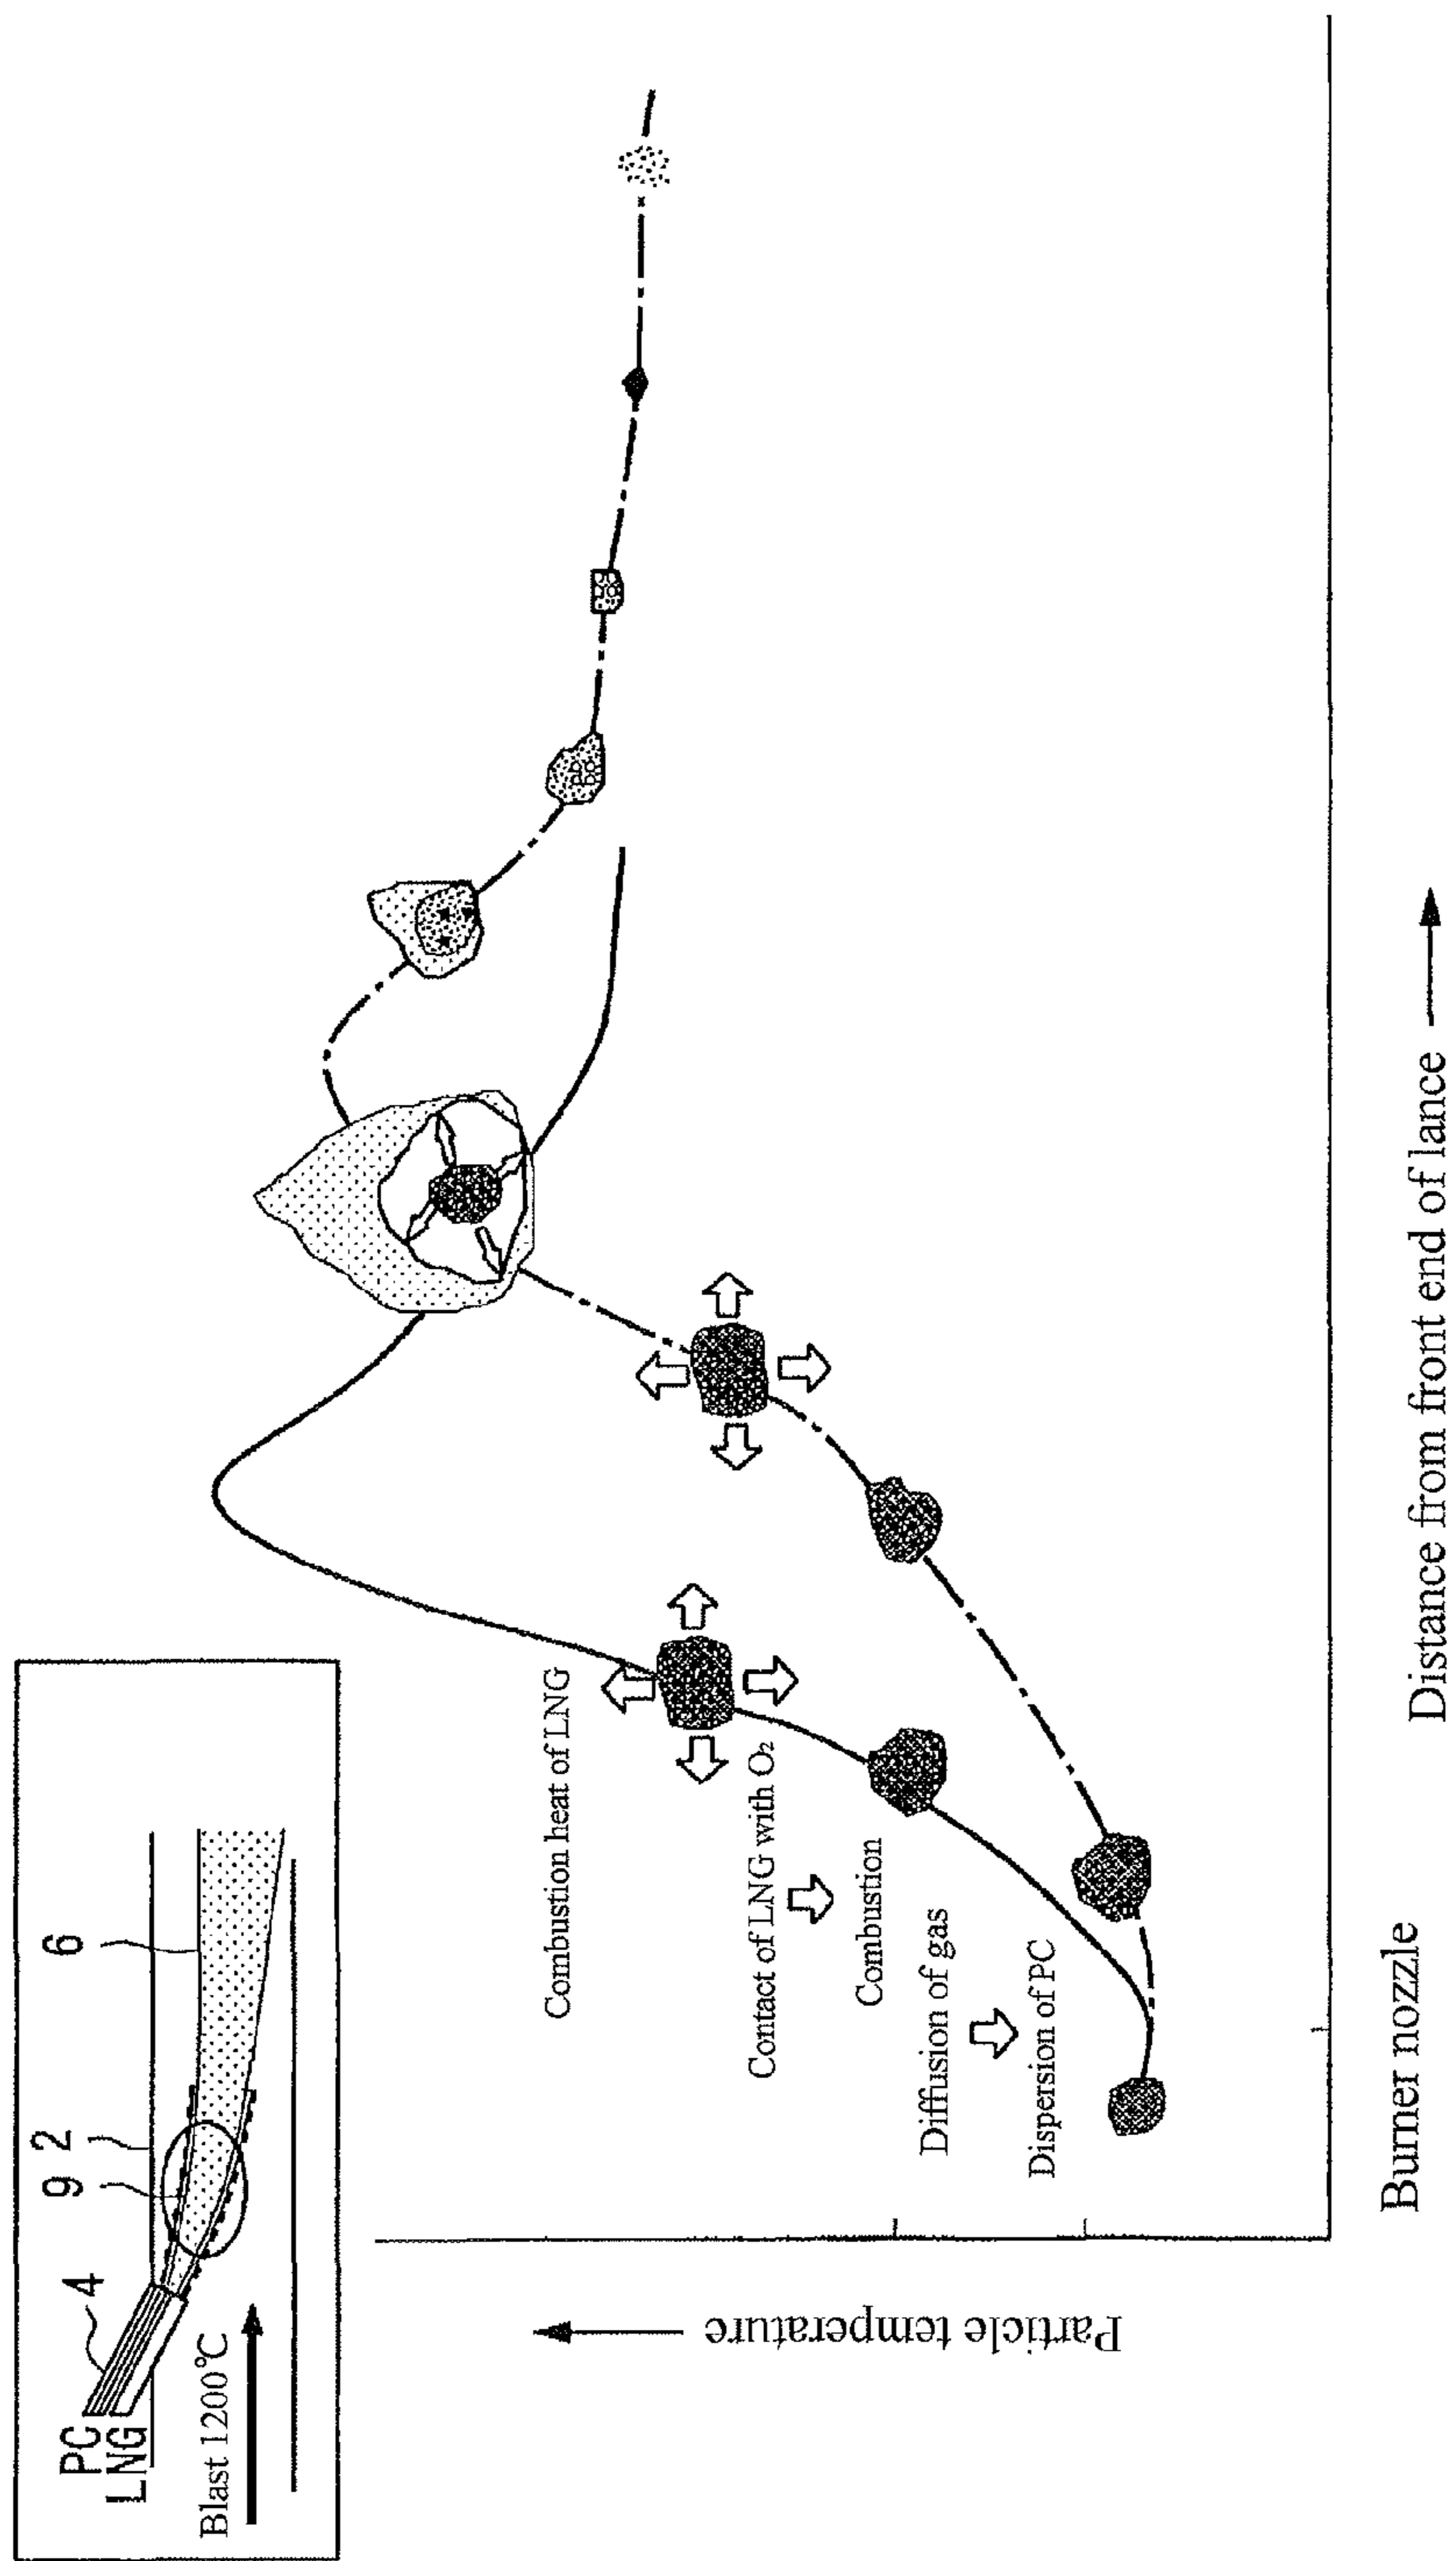 PC
LNG
4
9
2
6
Blast 1200℃
Particle temperature
Combustion heat of LNG
Contact of LNG with O₂
Combustion
Diffusion of gas
Dispersion of PC
Burner nozzle
Distance from front end of lance